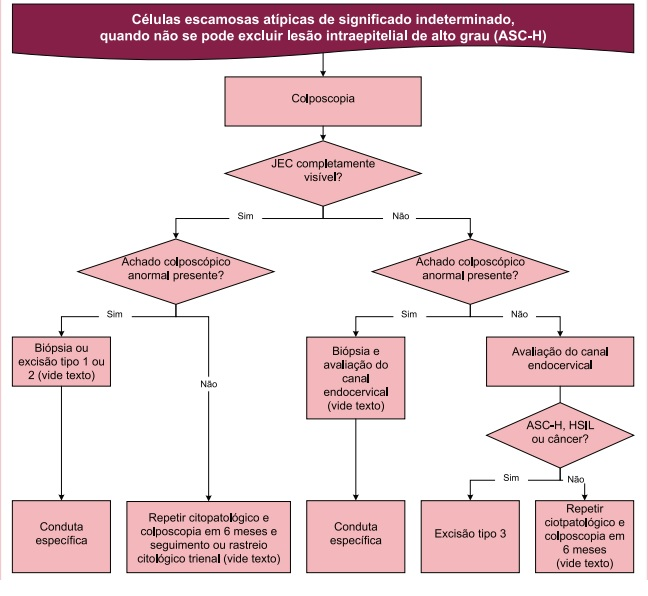 Células escamosas atípicas de significado indeterminado,
quando não se pode excluir lesão intraepitelial de alto grau (ASC-H)
Colposcopia
JEC completamente
visível?
Sim
Não
Achado colposcópico
anormal presente?
Achado colposcópico
anormal presente?
Sim
Não
Sim
Não
Biópsia ou
excisão tipo 1 ou
2 (vide texto)
Biópsia e
avaliação do
canal
endocervical
(vide texto)
Avaliação do canal
endocervical
ASC-H, HSIL
ou câncer?
Sim
Não
Conduta
específica
Repetir citopatológico e
colposcopia em 6 meses e
seguimento ou rastreio
citológico trienal (vide texto)
Conduta
específica
Excisão tipo 3
Repetir
ciotpatológico e
colposcopia em
6 meses
(vide texto)